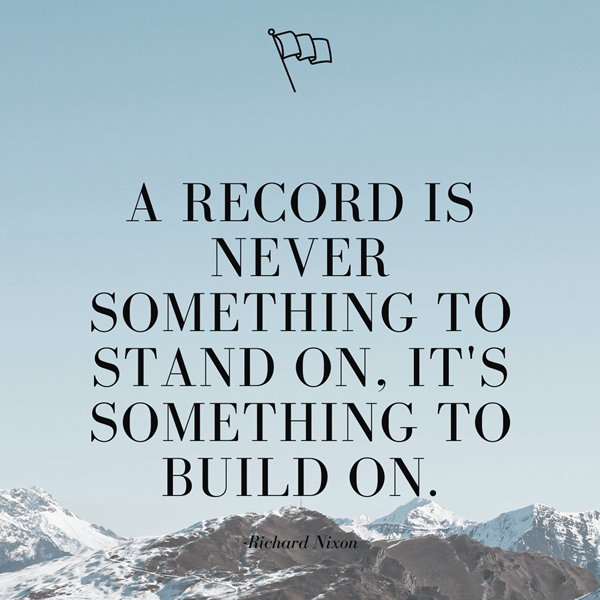 A RECORD IS
NEVER
SOMETHING TO
STAND ON, IT'S
SOMETHING TO
BUILD ON.
-Richard Nixon